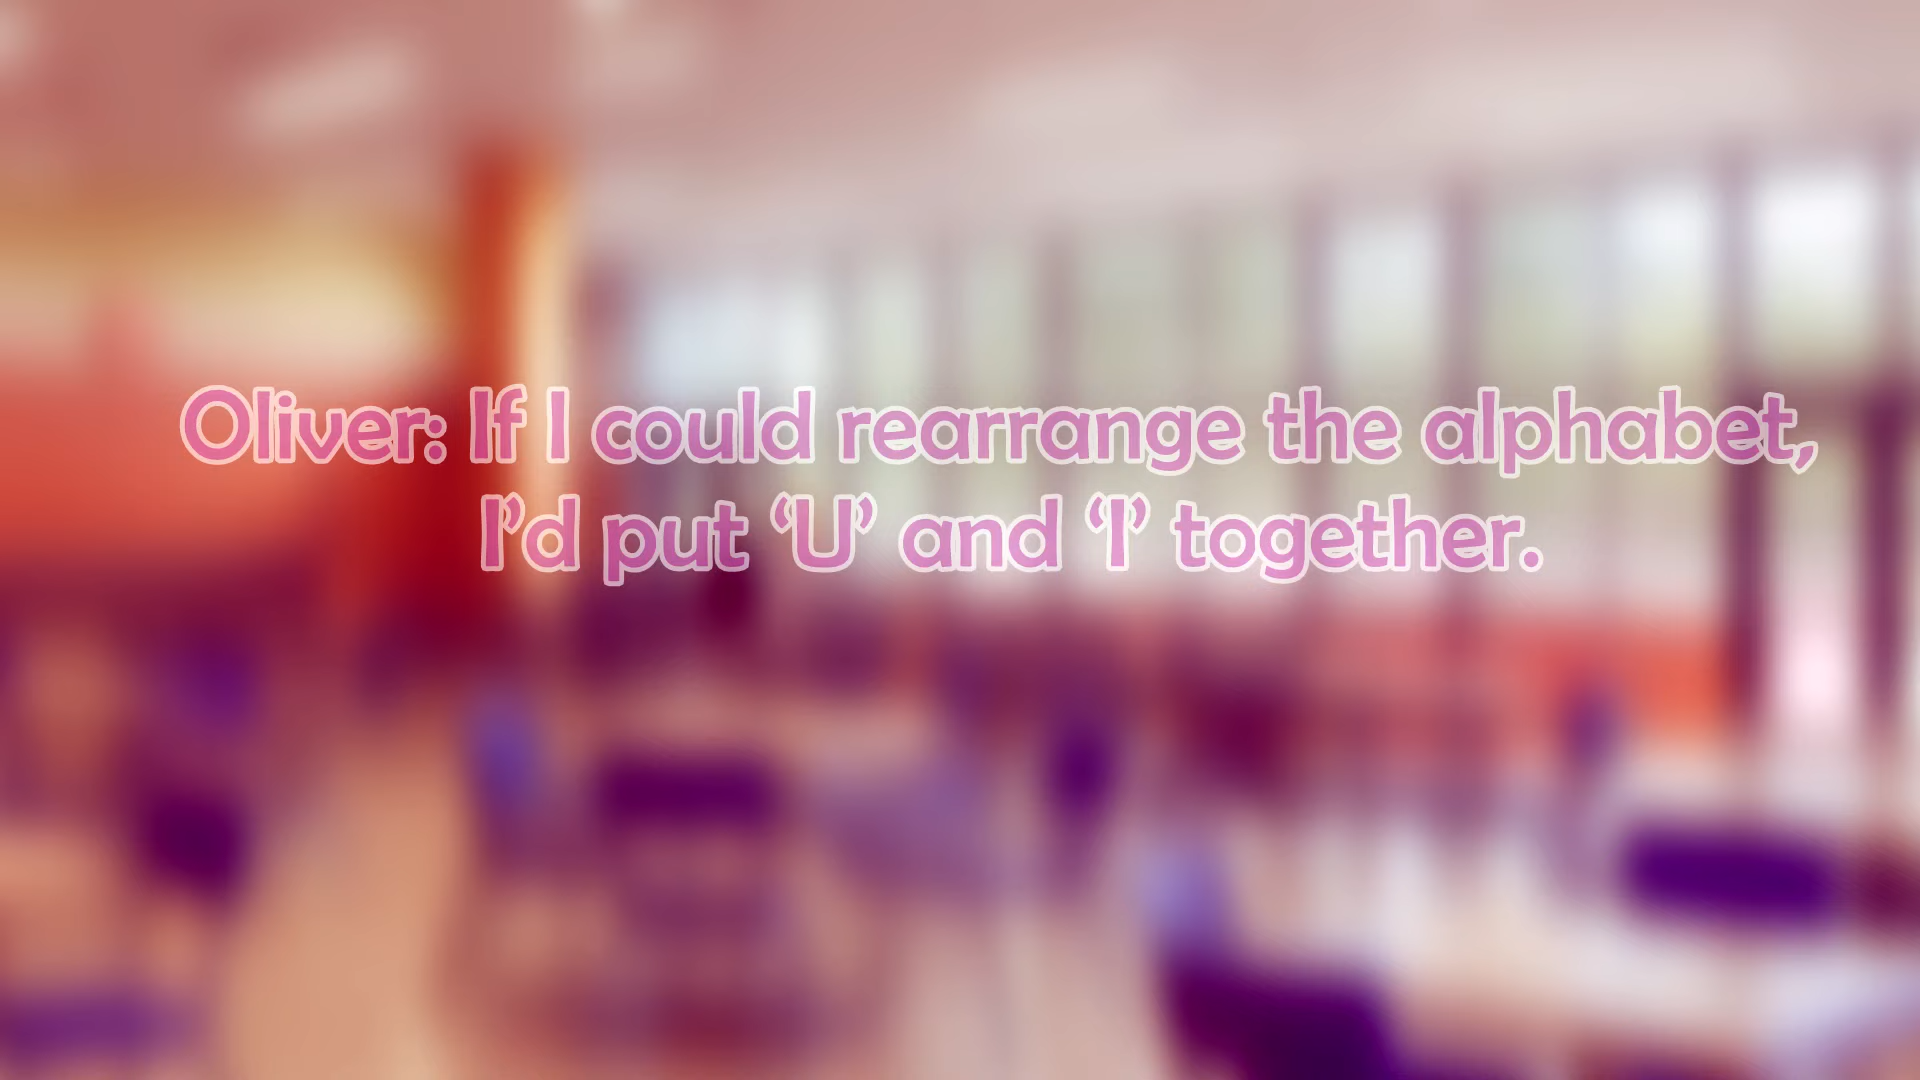 Oliver: If I could rearrange the alphabet,
I’d put ‘U’ and ‘I’ together.